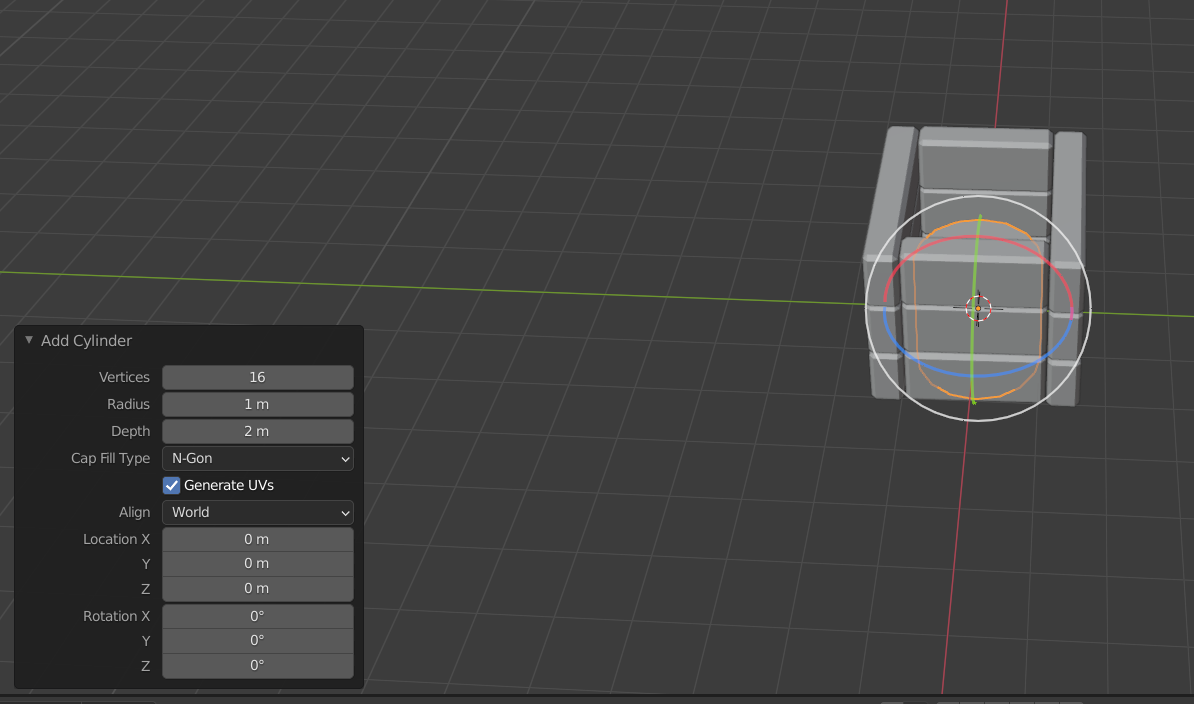 Add Cylinder
Vertices 16
Radius 1 m
Depth 2 m
Cap Fill Type N-Gon
Generate UVs
Align World
Location X 0 m
Y 0 m
Z 0 m
Rotation X 0°
Y 0°
Z 0°